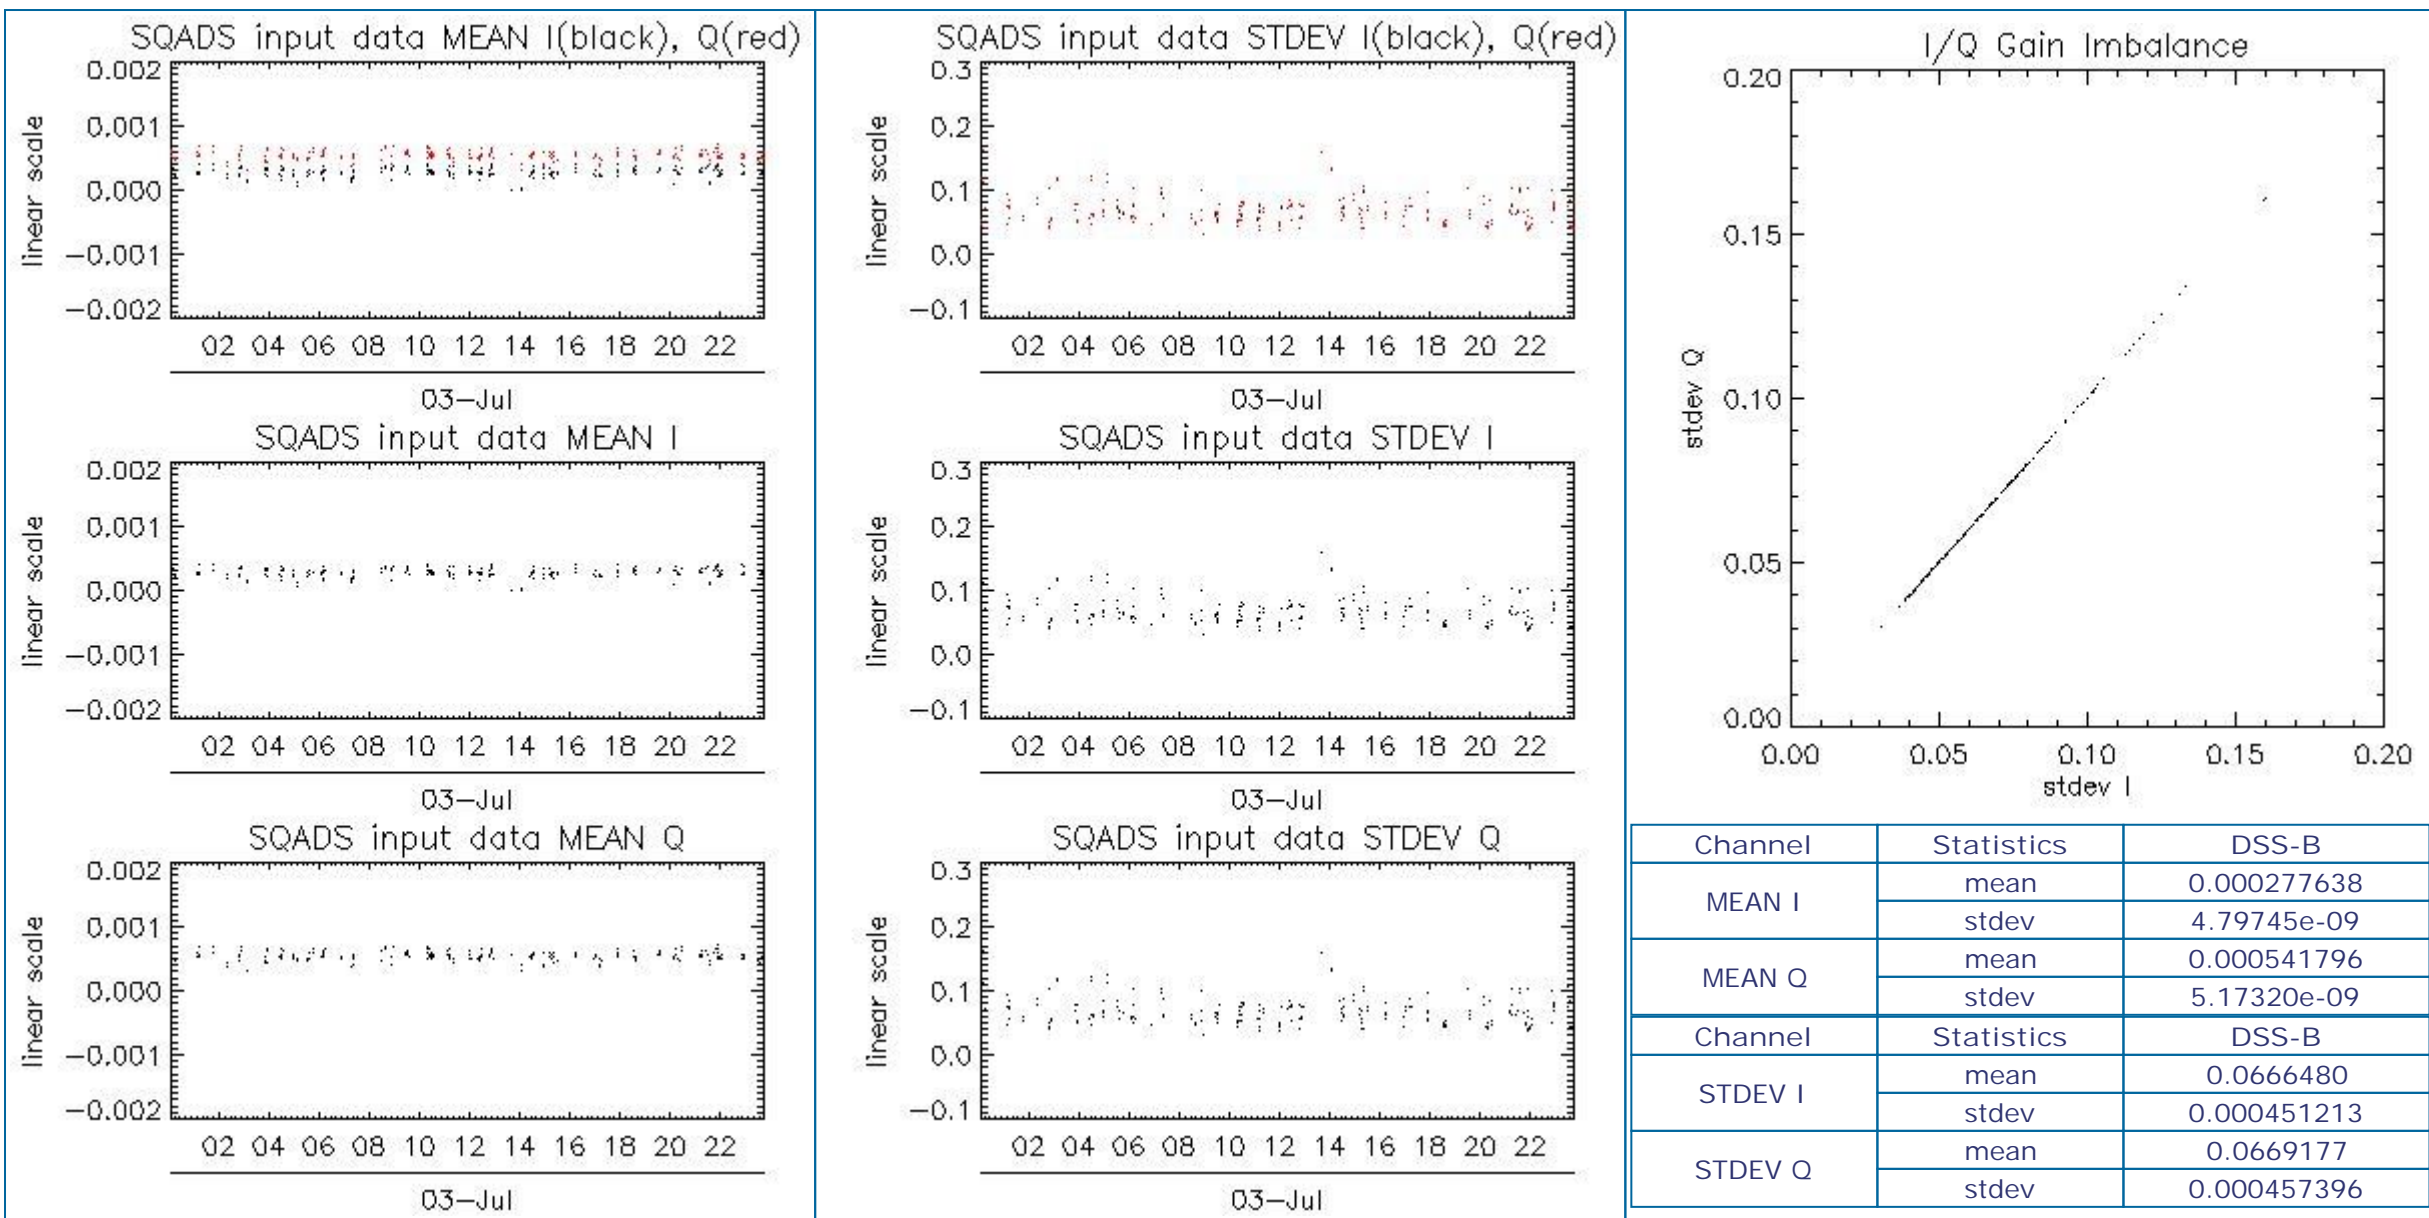 SQADS input data MEAN I(black), Q(red)
0.002
0.001
0.000
−0.001
−0.002
linear scale
02 04 06 08 10 12 14 16 18 20 22
03−Jul
SQADS input data MEAN I
0.002
0.001
0.000
−0.001
−0.002
linear scale
02 04 06 08 10 12 14 16 18 20 22
03−Jul
SQADS input data MEAN Q
0.002
0.001
0.000
−0.001
−0.002
linear scale
02 04 06 08 10 12 14 16 18 20 22
03−Jul
SQADS input data STDEV I(black), Q(red)
0.3
0.2
0.1
0.0
−0.1
linear scale
02 04 06 08 10 12 14 16 18 20 22
03−Jul
SQADS input data STDEV I
0.3
0.2
0.1
0.0
−0.1
linear scale
02 04 06 08 10 12 14 16 18 20 22
03−Jul
SQADS input data STDEV Q
0.3
0.2
0.1
0.0
−0.1
linear scale
02 04 06 08 10 12 14 16 18 20 22
03−Jul
I/Q Gain Imbalance
0.20
0.15
0.10
0.05
0.00
stdev Q
0.00 0.05 0.10 0.15 0.20
stdev I
Channel Statistics DSS-B
MEAN I mean 0.000277638
stdev 4.79745e-09
MEAN Q mean 0.000541796
stdev 5.17320e-09
Channel Statistics DSS-B
STDEV I mean 0.0666480
stdev 0.000451213
STDEV Q mean 0.0669177
stdev 0.000457396